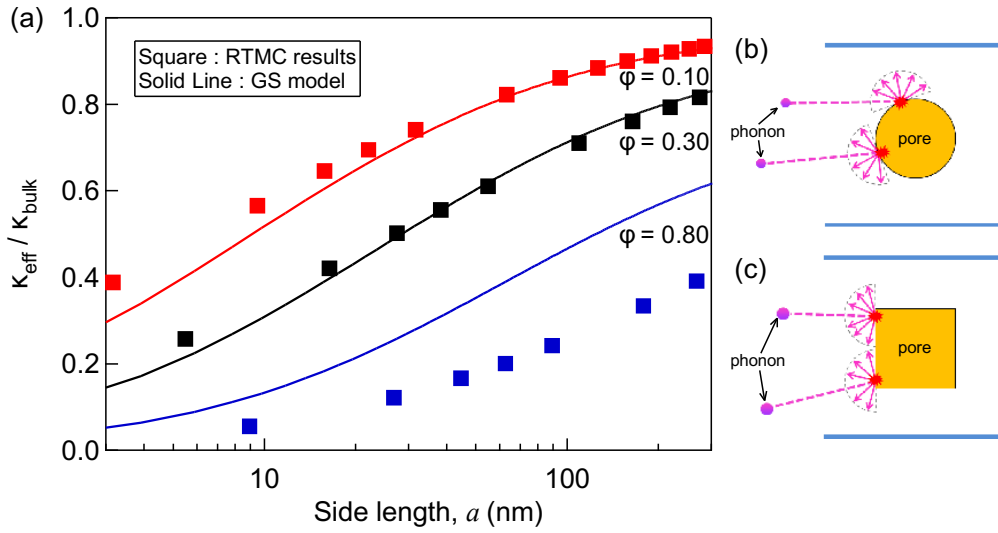 (a)
1.0
0.8
0.6
0.4
0.2
0.0
κeff / κbulk
Square : RTMC results
Solid Line : GS model
φ = 0.10
φ = 0.30
φ = 0.80
10
100
Side length, a (nm)
(b)
phonon
pore
(c)
phonon
pore